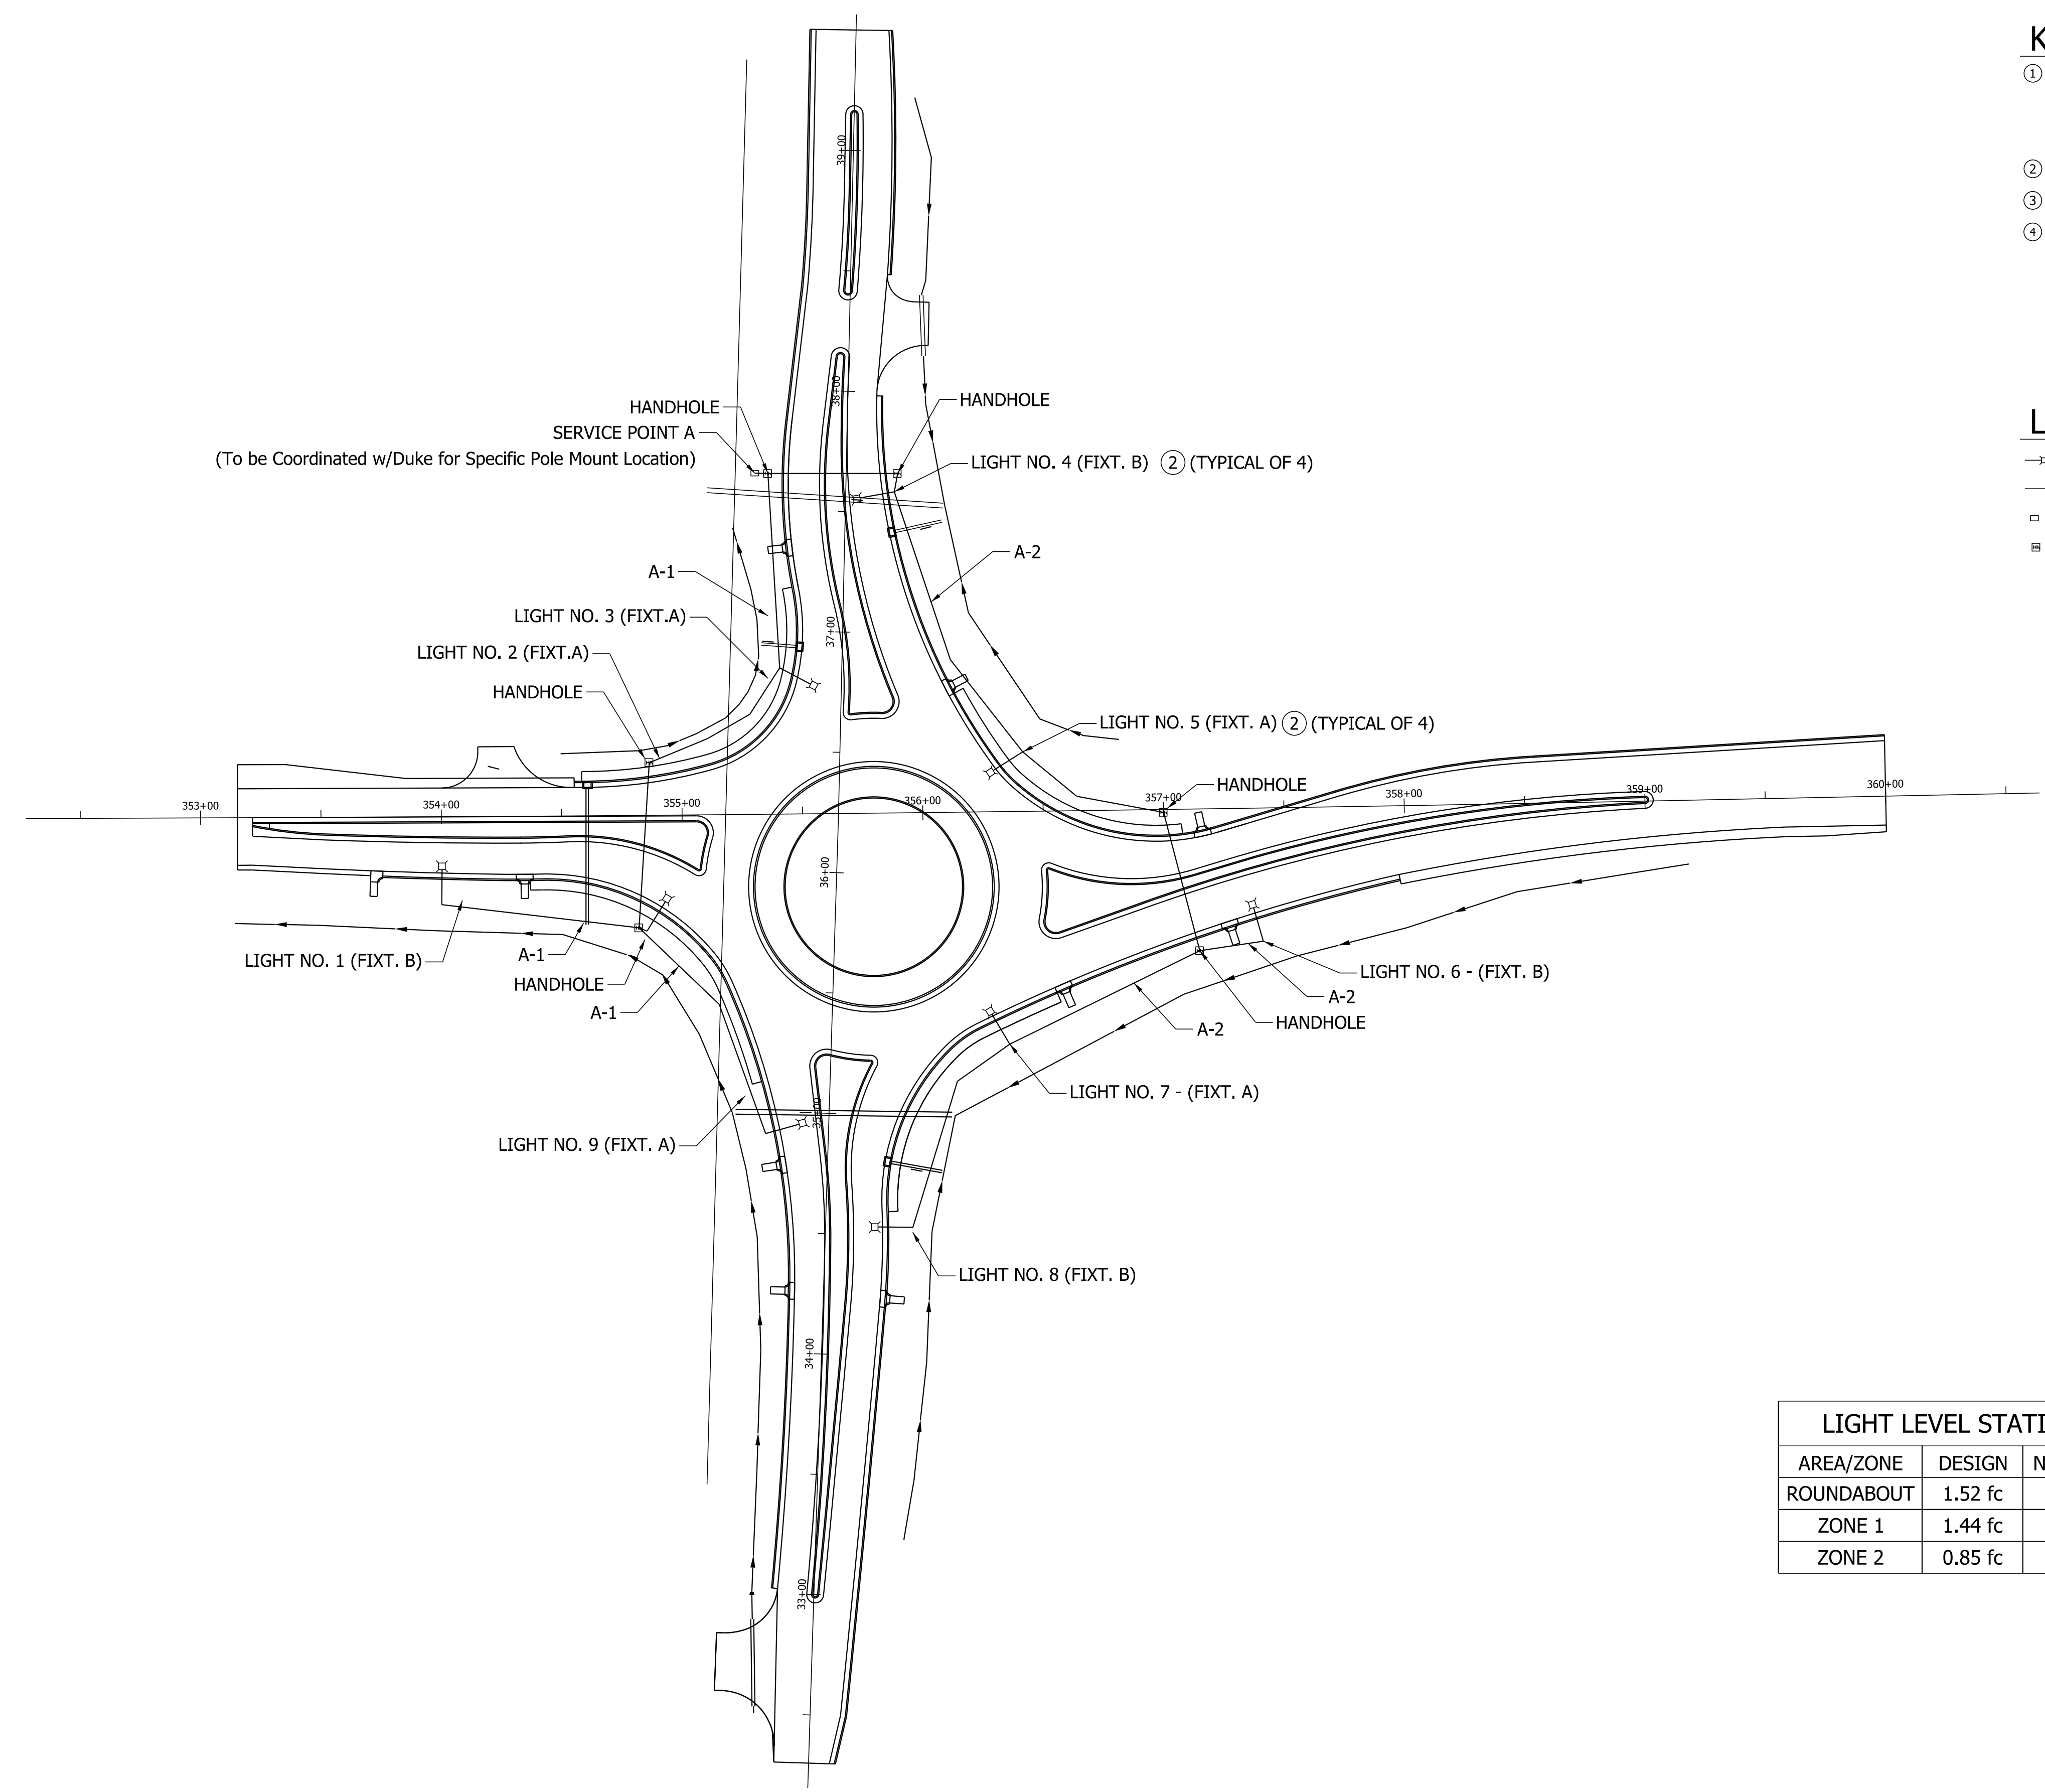 K
1
2
3
4
L
39+00
38+00
HANDHOLE
HANDHOLE
SERVICE POINT A
(To be Coordinated w/Duke for Specific Pole Mount Location)
LIGHT NO. 4 (FIXT. B) 2 (TYPICAL OF 4)
A-1
A-2
LIGHT NO. 3 (FIXT.A)
37+00
LIGHT NO. 2 (FIXT.A)
HANDHOLE
LIGHT NO. 5 (FIXT. A) 2 (TYPICAL OF 4)
HANDHOLE
353+00
354+00
355+00
356+00
357+00
358+00
359+00
360+00
36+00
LIGHT NO. 1 (FIXT. B)
A-1
HANDHOLE
A-1
LIGHT NO. 6 - (FIXT. B)
A-2
HANDHOLE
A-2
LIGHT NO. 7 - (FIXT. A)
35+00
LIGHT NO. 9 (FIXT. A)
LIGHT NO. 8 (FIXT. B)
34+00
33+00
LIGHT LEVEL STATI
AREA/ZONE DESIGN N
ROUNDABOUT 1.52 fc
ZONE 1 1.44 fc
ZONE 2 0.85 fc